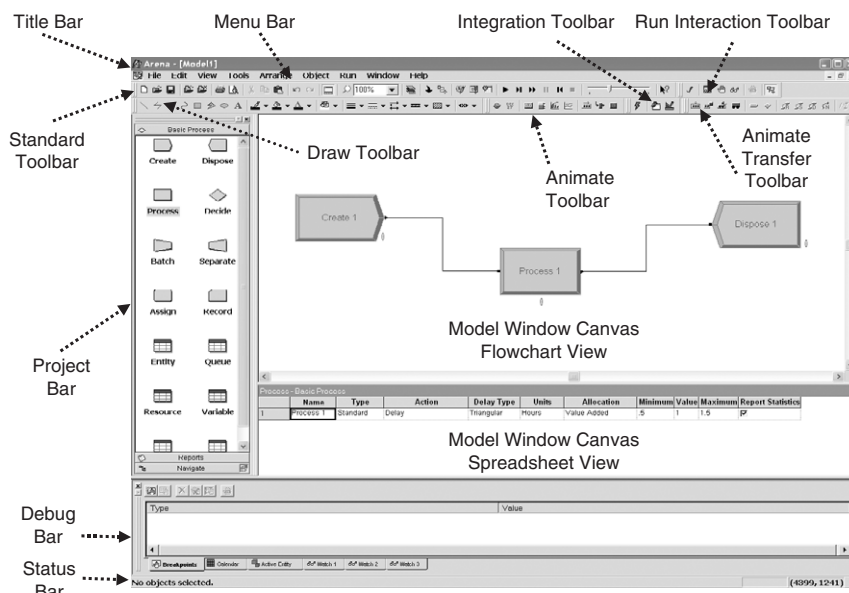 Title Bar
Menu Bar
Integration Toolbar
Run Interaction Toolbar
Arena - [Model1]
File Edit View Tools Arrange Object Run Window Help
100%
Standard
Toolbar
Draw Toolbar
Animate
Toolbar
Animate
Transfer
Toolbar
Basic Process
Create Dispose
Process Decide
Batch Separate
Assign Record
Entity Queue
Resource Variable
Reports
Navigate
Create 1
Process 1
Dispose 1
Model Window Canvas
Flowchart View
Project
Bar
Process - Basic Process
Name Type Action Delay Type Units Allocation Minimum Value Maximum Report Statistics
1 Process 1 Standard Delay Triangular Hours Value Added .5 1 1.5
Model Window Canvas
Spreadsheet View
Debug
Bar
Type Value
Breakpoints Calendar Active Entity Watch 1 Watch 2 Watch 3
Status
Bar
No objects selected.
(4399, 1241)